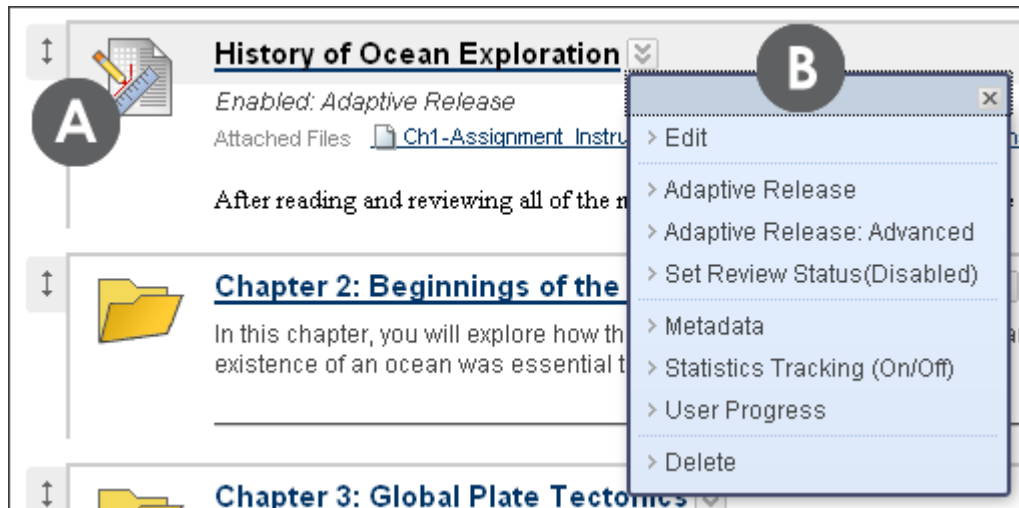 History of Ocean Exploration
B
A
Enabled: Adaptive Release
Attached Files Ch1-Assignment Instru
After reading and reviewing all of the
Edit
Adaptive Release
Adaptive Release: Advanced
Set Review Status(Disabled)
Metadata
Statistics Tracking (On/Off)
User Progress
Delete
Chapter 2: Beginnings of the
In this chapter, you will explore how th
existence of an ocean was essential t
Chapter 3: Global Plate Tectonics